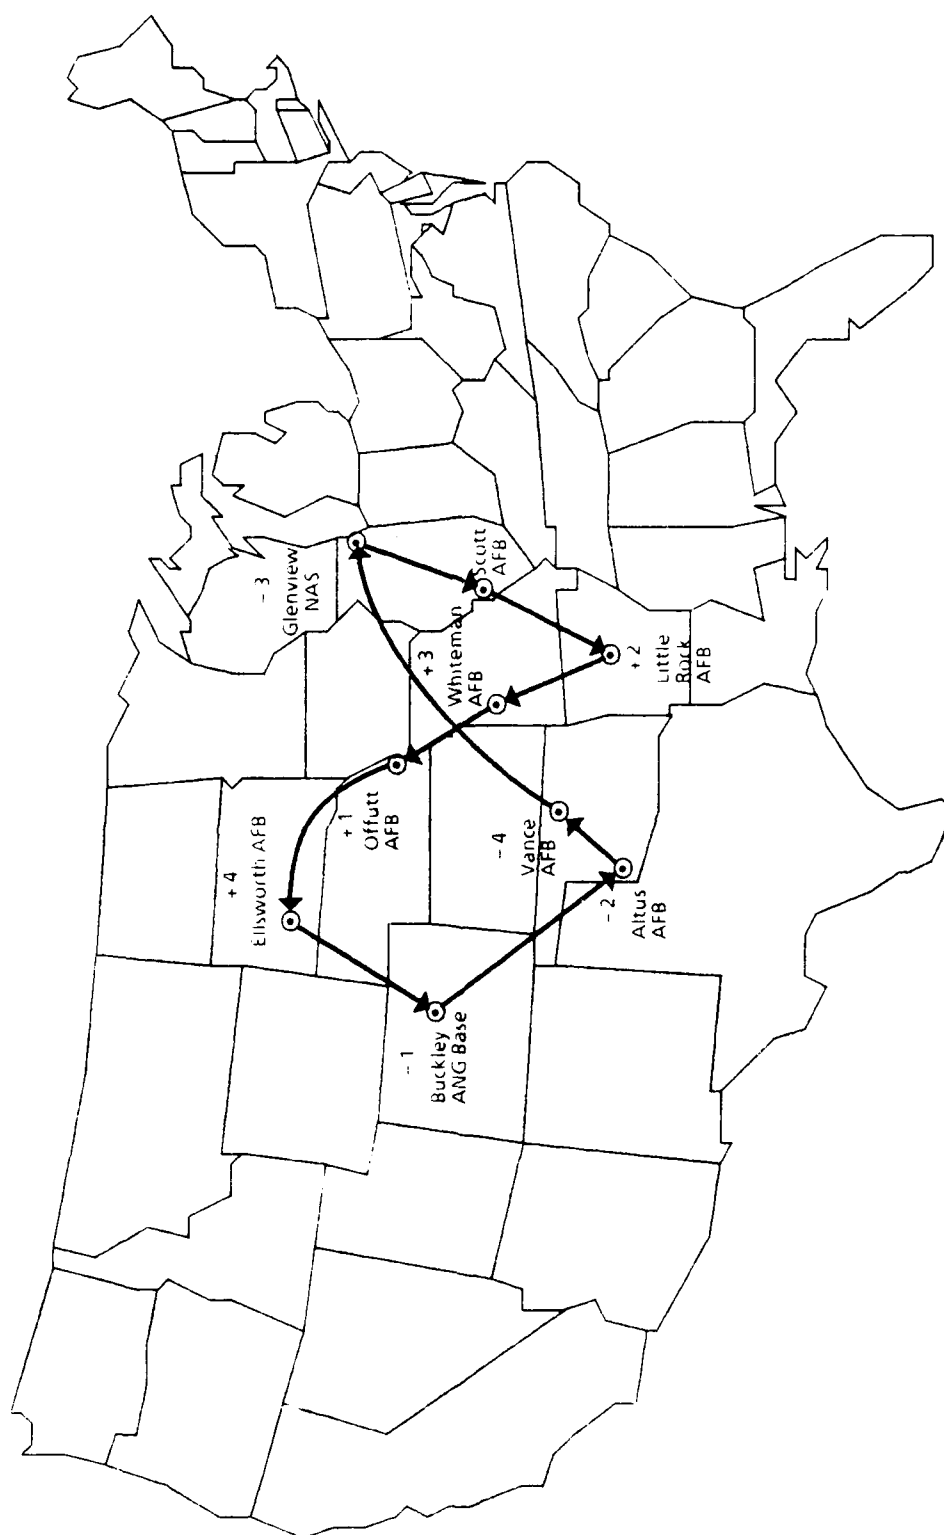 +4
Ellsworth AFB
+1
Offutt
AFB
-1
Buckley
ANG Base
-2
Altus
AFB
-4
Vance
AFB
+3
Whiteman
AFB
-3
Glenview
NAS
Scott
AFB
+2
Little
Rock
AFB